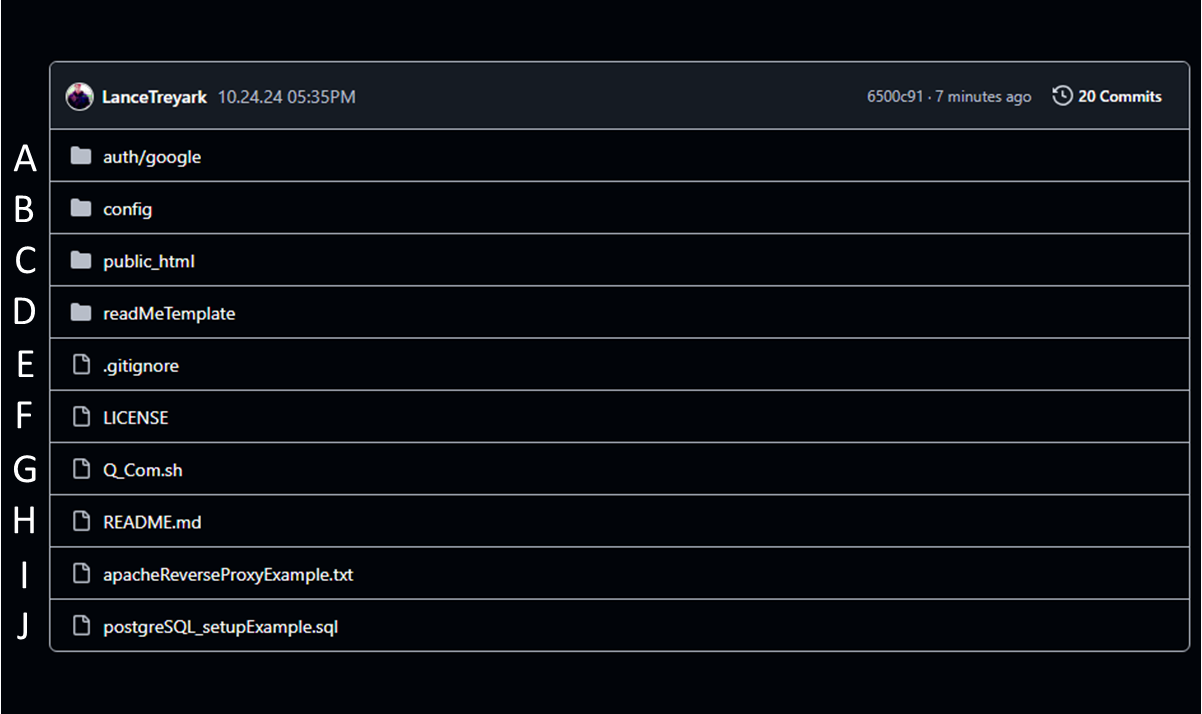 LanceTreyark 10.24.24 05:35PM 6500c91 · 7 minutes ago 20 Commits
A auth/google
B config
C public_html
D readMeTemplate
E .gitignore
F LICENSE
G Q_Com.sh
H README.md
I apacheReverseProxyExample.txt
J postgreSQL_setupExample.sql